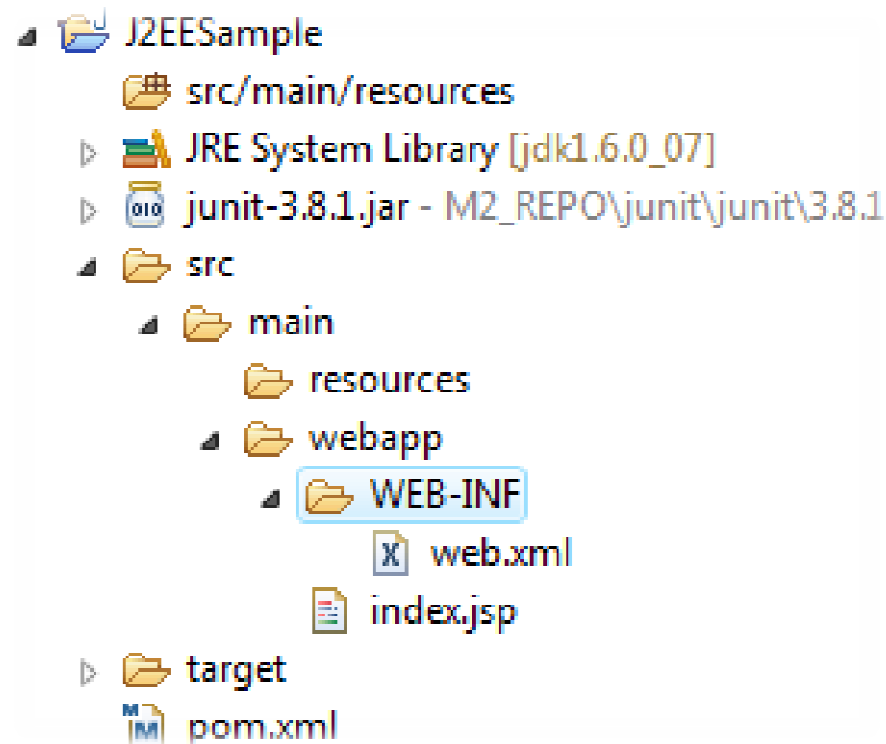 J2EESample
src/main/resources
JRE System Library [jdk1.6.0_07]
junit-3.8.1.jar - M2_REPO\junit\junit\3.8.1
src
main
resources
webapp
WEB-INF
web.xml
index.jsp
target
pom.xml